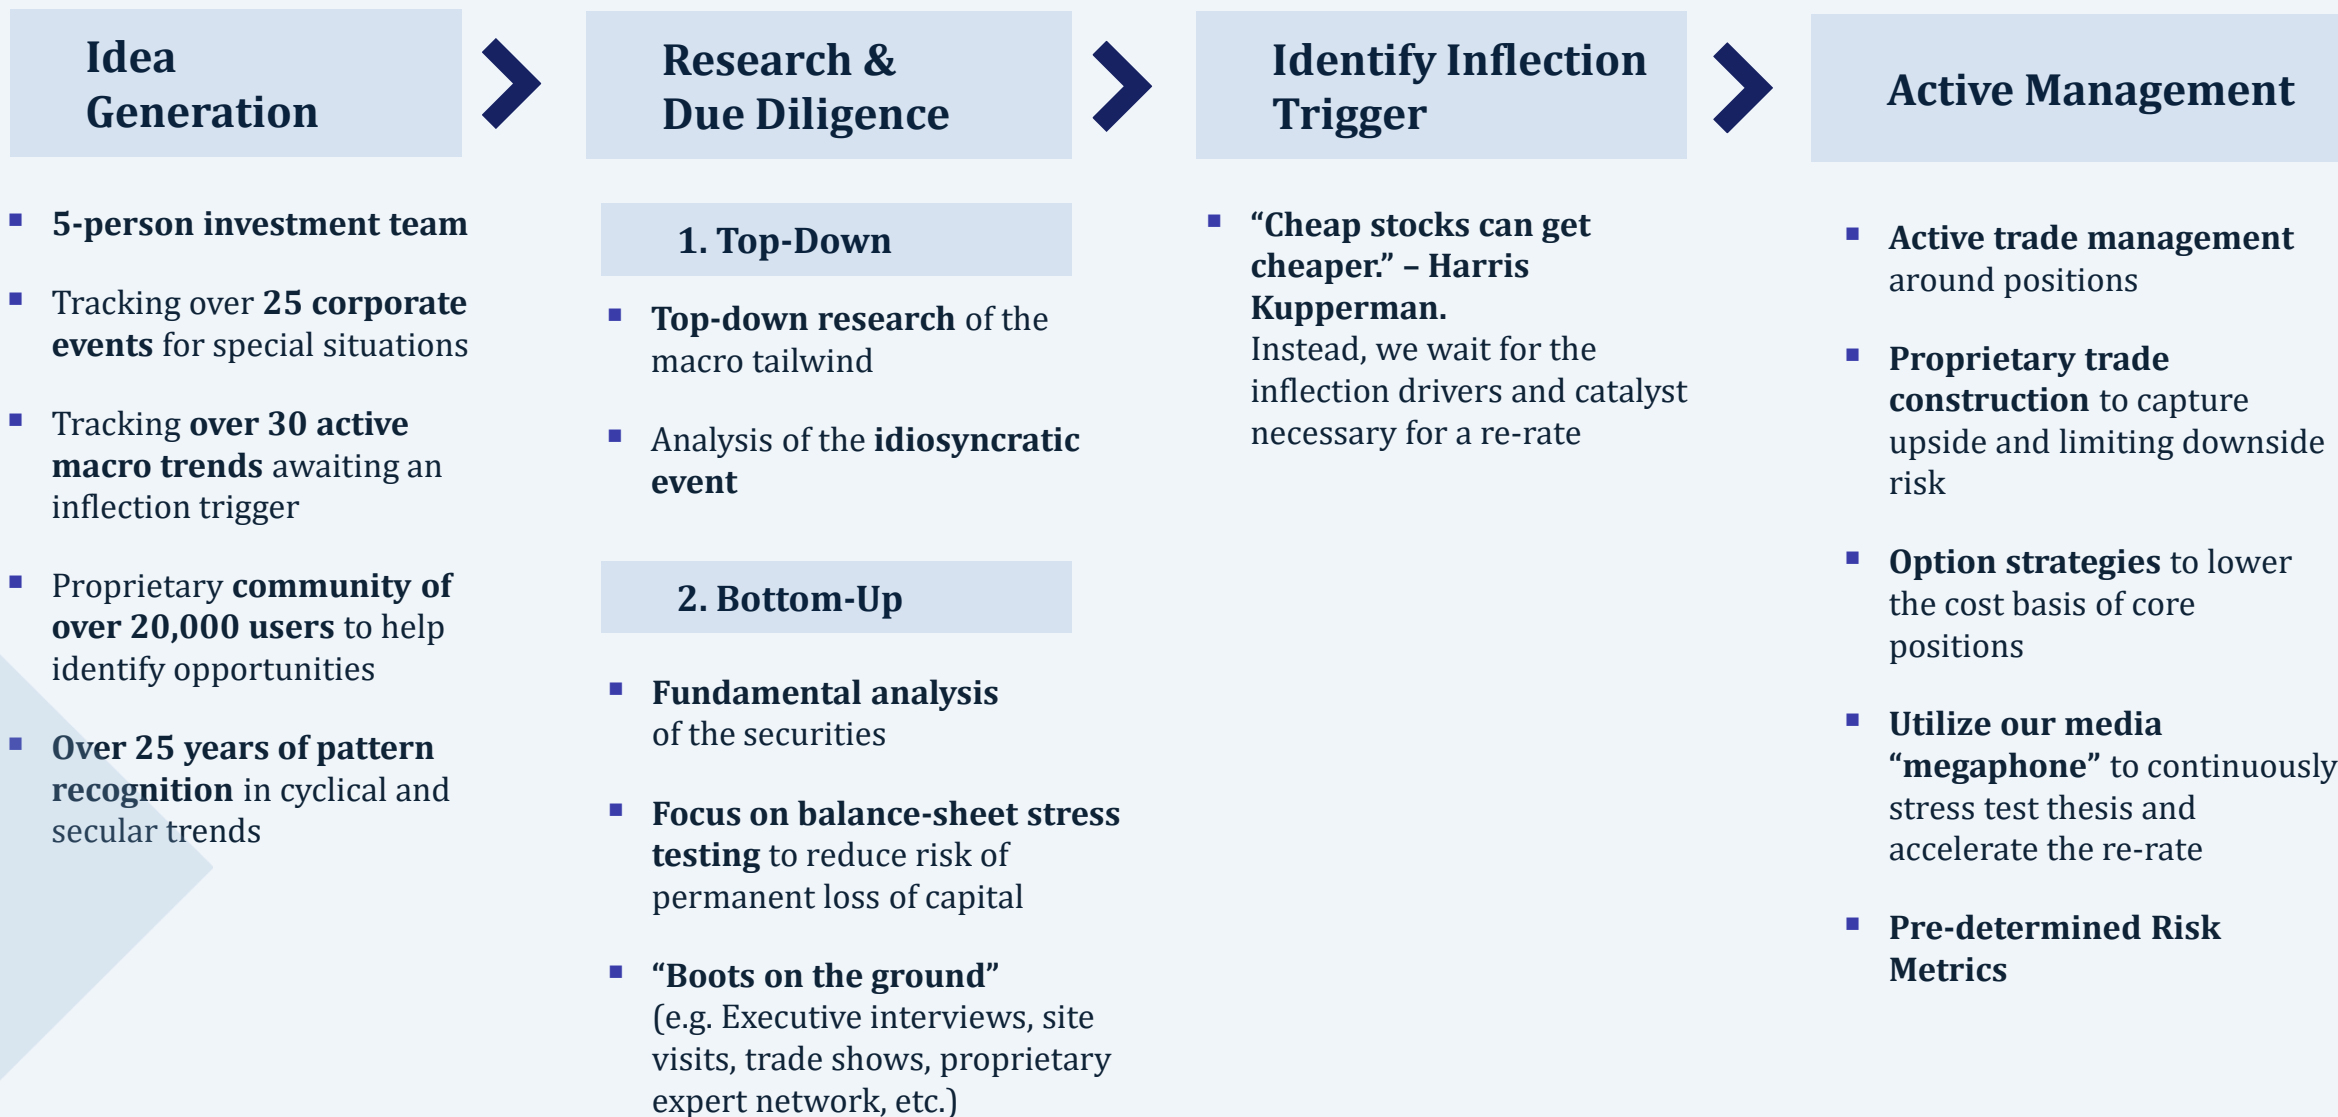 Idea
Generation
Research &
Due Diligence
Identify Inflection
Trigger
Active Management
5-person investment team
Tracking over 25 corporate
events for special situations
Tracking over 30 active
macro trends awaiting an
inflection trigger
Proprietary community of
over 20,000 users to help
identify opportunities
Over 25 years of pattern
recognition in cyclical and
secular trends
1. Top-Down
Top-down research of the
macro tailwind
Analysis of the idiosyncratic
event
2. Bottom-Up
Fundamental analysis
of the securities
Focus on balance-sheet stress
testing to reduce risk of
permanent loss of capital
“Boots on the ground”
(e.g. Executive interviews, site
visits, trade shows, proprietary
expert network, etc.)
“Cheap stocks can get
cheaper.” – Harris
Kupperman.
Instead, we wait for the
inflection drivers and catalyst
necessary for a re-rate
Active trade management
around positions
Proprietary trade
construction to capture
upside and limiting downside
risk
Option strategies to lower
the cost basis of core
positions
Utilize our media
“megaphone” to continuously
stress test thesis and
accelerate the re-rate
Pre-determined Risk
Metrics